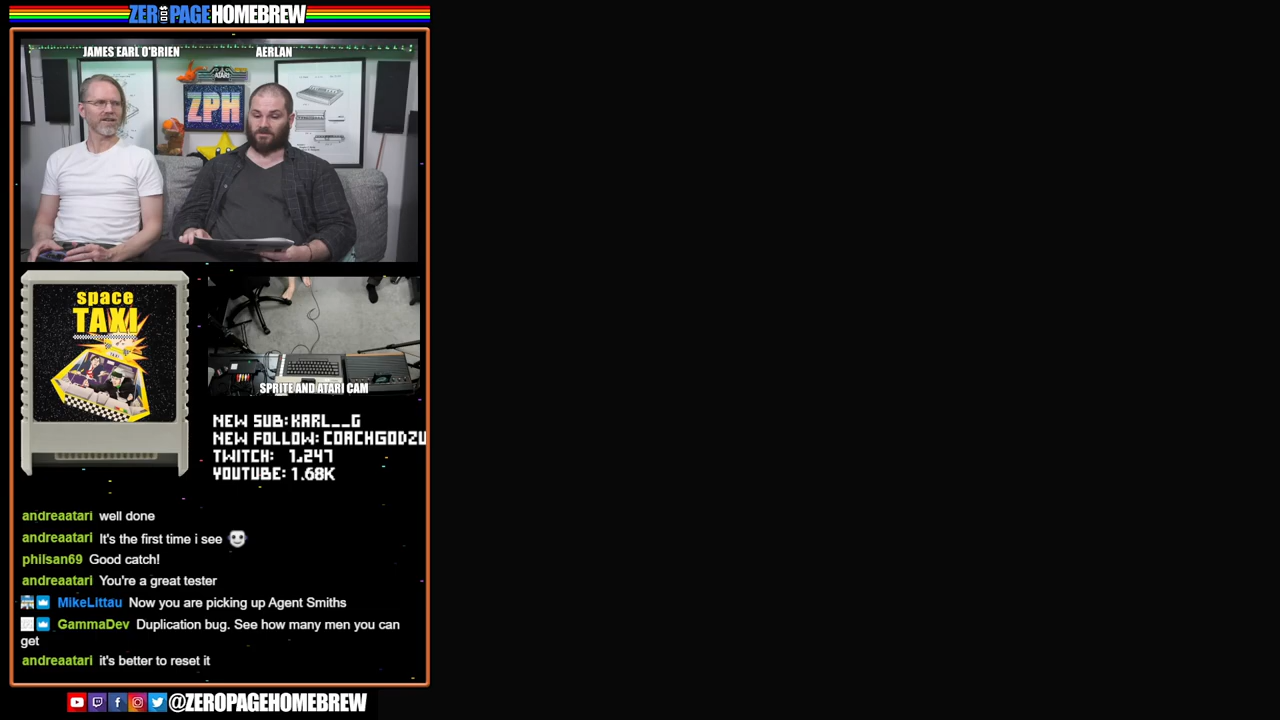 ZEROPAGE HOMEBREW
JAMES EARL O'BRIEN
AERLAN
ATARI
ZPH
space
TAXI
TAXI
SPRITE AND ATARI CAM
NEW SUB: KARL__G
NEW FOLLOW: COACHGODZU
TWITCH: 1,247
YOUTUBE: 1.68K
andreaatari well done
andreaatari It's the first time i see
philsan69 Good catch!
andreaatari You're a great tester
MikeLittau Now you are picking up Agent Smiths
GammaDev Duplication bug. See how many men you can
get
andreaatari it's better to reset it
@ZEROPAGEHOMEBREW